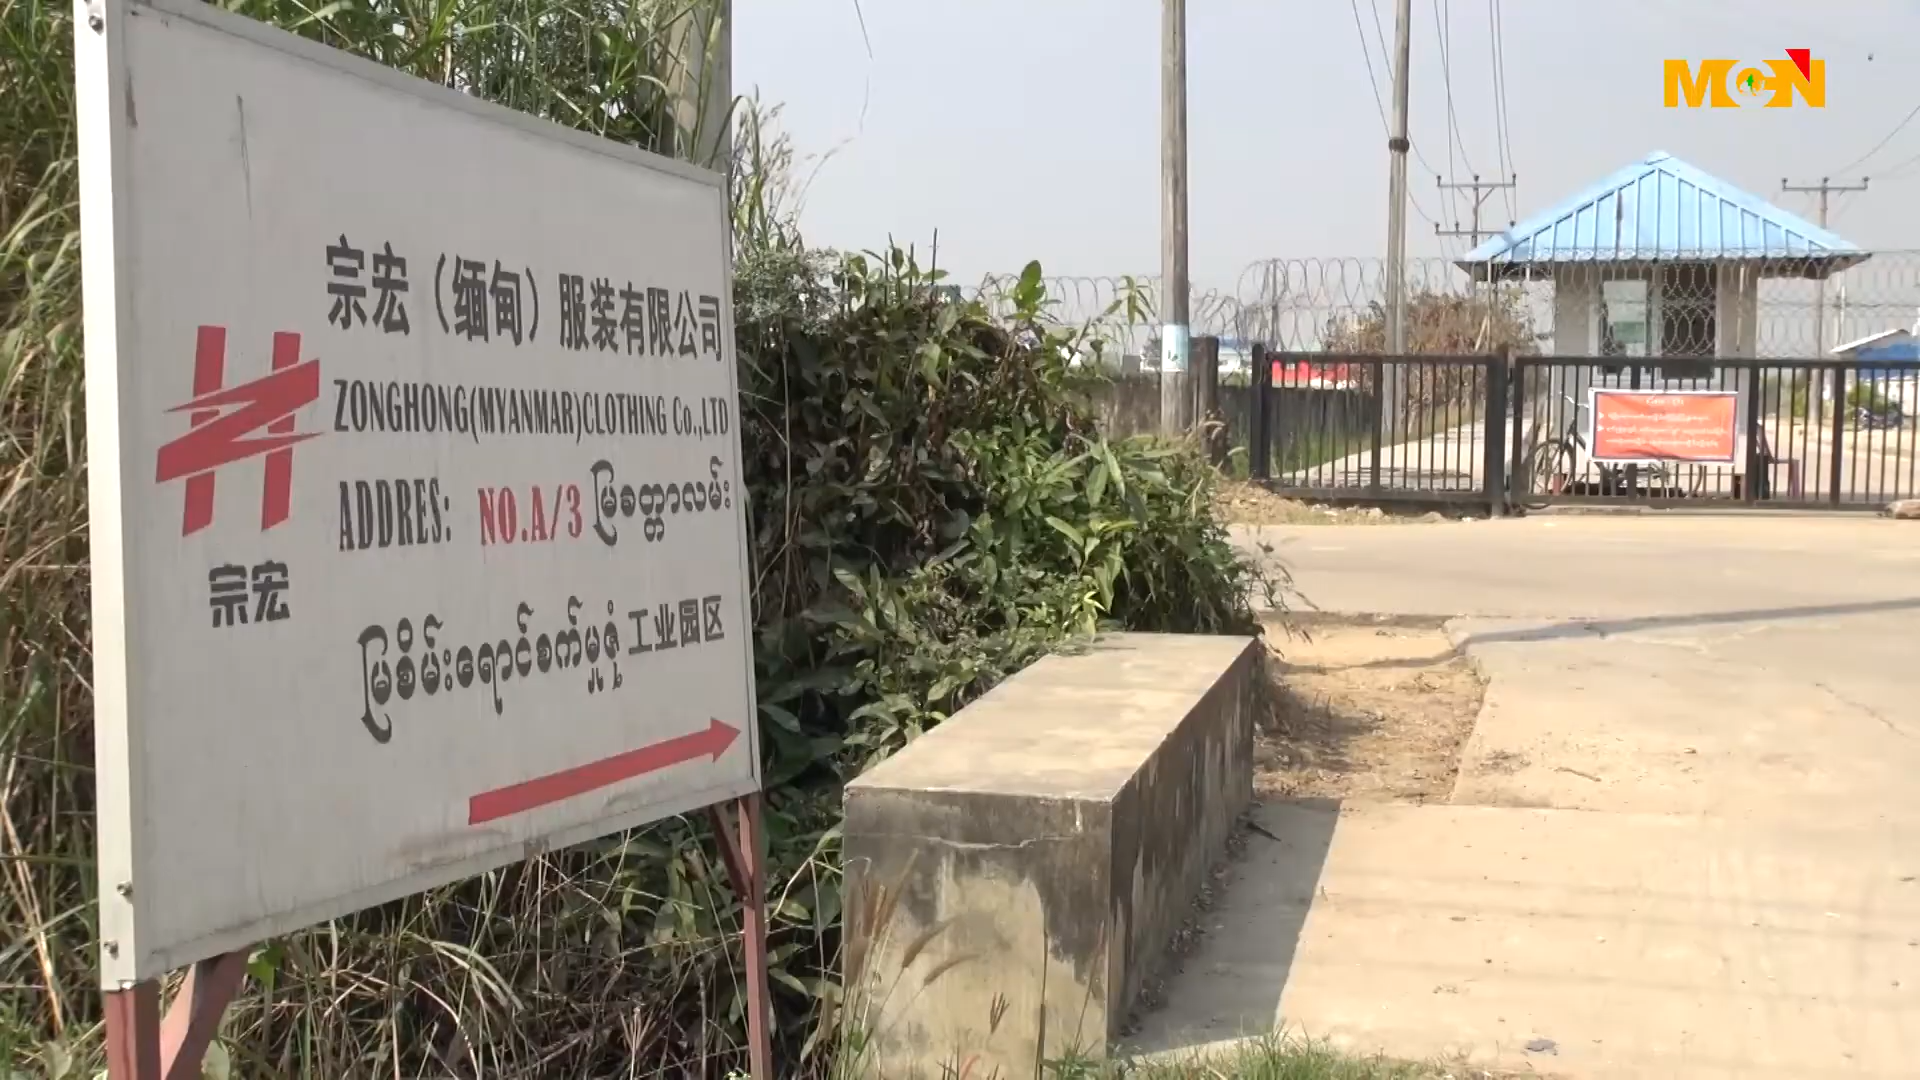 宗宏（缅甸）服装有限公司
ZONGHONG(MYANMAR)CLOTHING Co.,LTD
ADDRES: NO.A/3 မြခတ္တာလမ်း
မြစိမ်းရောင်စက်မှုဇုံ 工业园区
宗宏
MCN